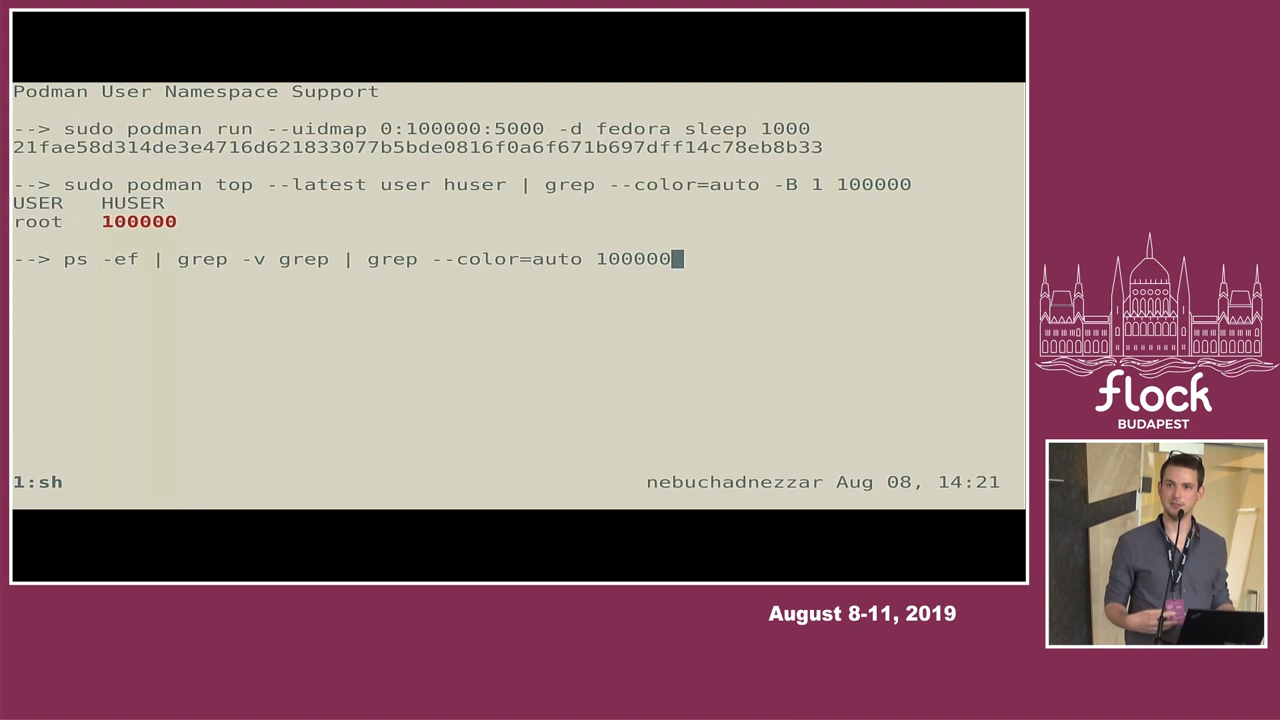 Podman User Namespace Support
--> sudo podman run --uidmap 0:100000:5000 -d fedora sleep 1000
21fae58d314de3e4716d621833077b5bde0816f0a6f671b697dff14c78eb8b33
--> sudo podman top --latest user huser | grep --color=auto -B 1 100000
USER HUSER
root 100000
--> ps -ef | grep -v grep | grep --color=auto 100000
1:sh nebuchadnezzar Aug 08, 14:21
flock
BUDAPEST
August 8-11, 2019